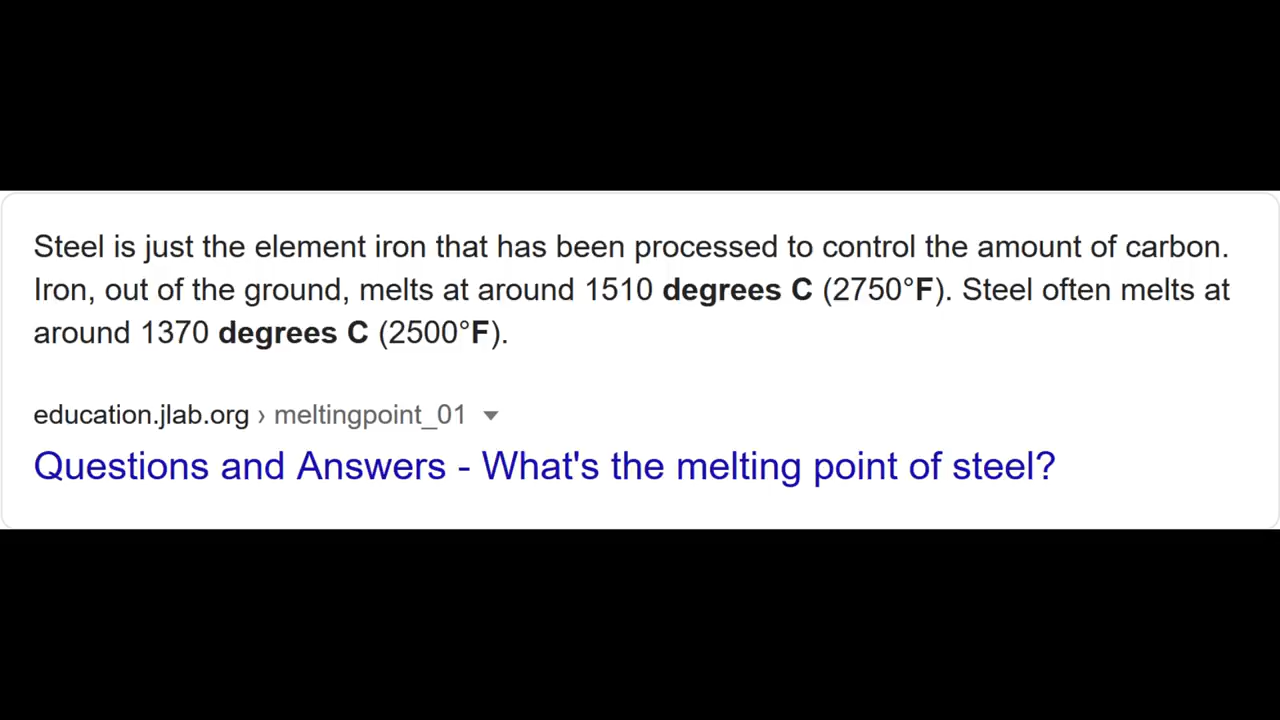 Steel is just the element iron that has been processed to control the amount of carbon.
Iron, out of the ground, melts at around 1510 degrees C (2750°F). Steel often melts at
around 1370 degrees C (2500°F).
education.jlab.org › meltingpoint_01
Questions and Answers - What's the melting point of steel?